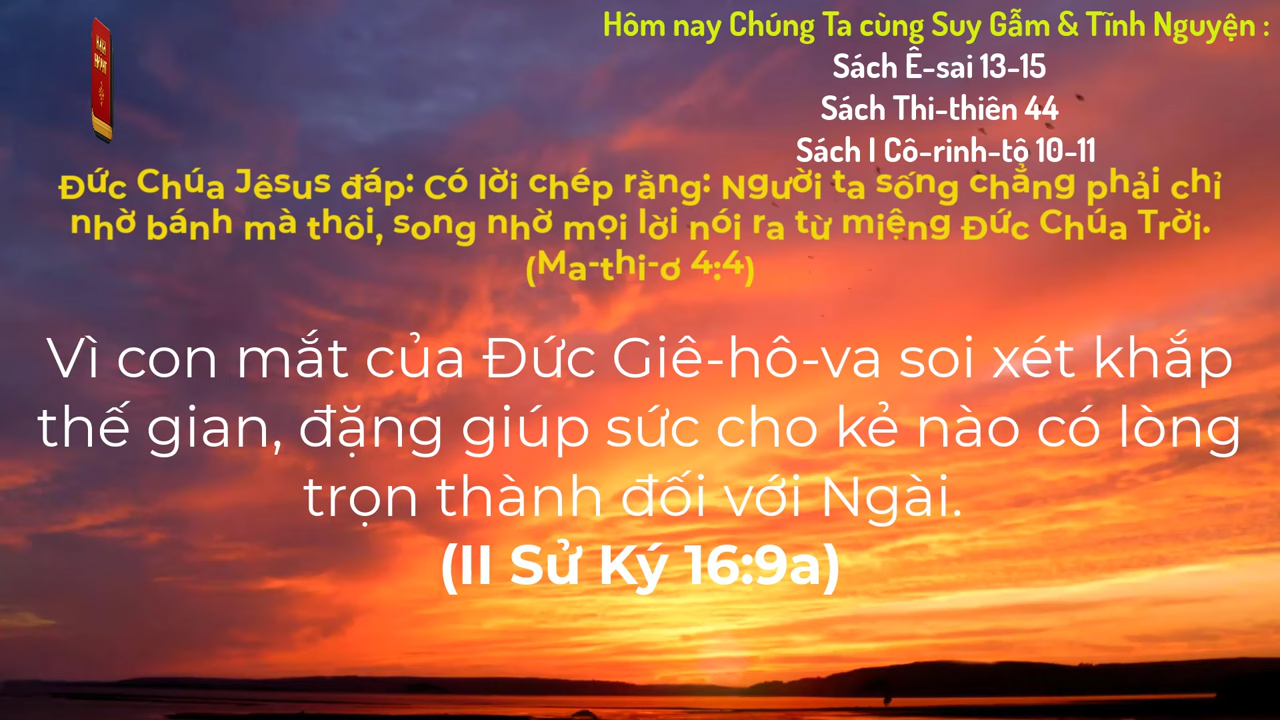 Hôm nay Chúng Ta cùng Suy Gẫm & Tĩnh Nguyện :
Sách Ê-sai 13-15
Sách Thi-thiên 44
Sách I Cô-rinh-tô 10-11
Đức Chúa Jêsus đáp: Có lời chép rằng: Người ta sống chẳng phải chỉ
nhờ bánh mà thôi, song nhờ mọi lời nói ra từ miệng Đức Chúa Trời.
(Ma-thi-ơ 4:4)
Vì con mắt của Đức Giê-hô-va soi xét khắp
thế gian, đặng giúp sức cho kẻ nào có lòng
trọn thành đối với Ngài.
(II Sử Ký 16:9a)